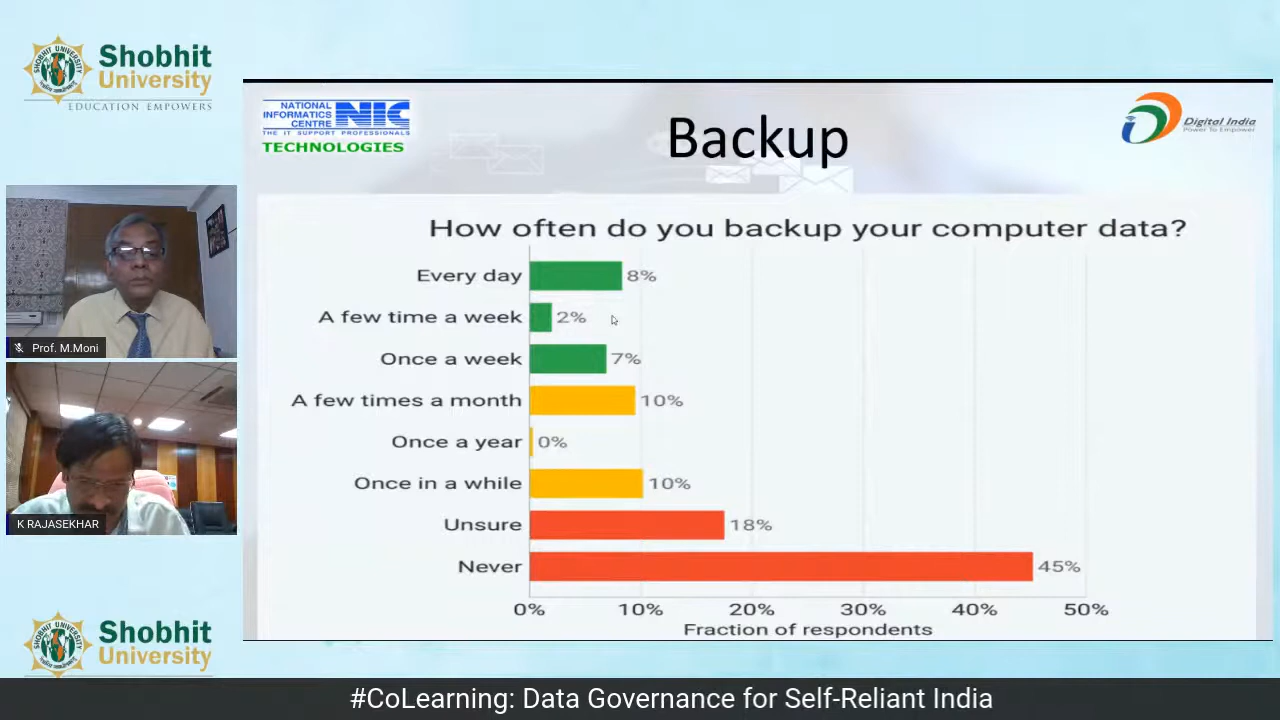 Shobhit
University
EDUCATION EMPOWERS
NATIONAL
INFORMATICS
CENTRE
NIC
THE IT SUPPORT PROFESSIONALS
TECHNOLOGIES
Backup
Digital India
Power To Empower
How often do you backup your computer data?
Every day 8%
A few time a week 2%
Once a week 7%
A few times a month 10%
Once a year 0%
Once in a while 10%
Unsure 18%
Never 45%
0% 10% 20% 30% 40% 50%
Fraction of respondents
Prof. M.Moni
K RAJASEKHAR
Shobhit
University
#CoLearning: Data Governance for Self-Reliant India